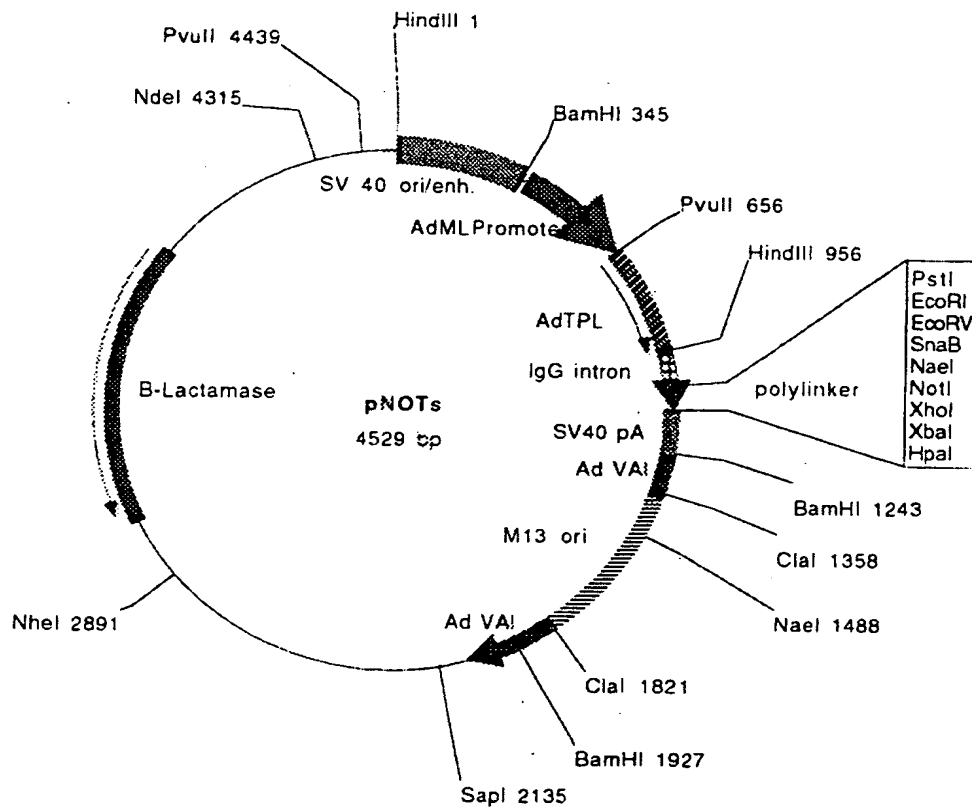 HindIII 1
PvuII 4439
NdeI 4315
BamHI 345
SV 40 ori/enh.
AdMLPromote
PvuII 656
HindIII 956
PstI
EcoRI
EcoRV
SnaB
NaeI
NotI
XhoI
XbaI
HpaI
AdTPL
IgG intron
polylinker
B-Lactamase
pNOTs
4529 bp
SV40 pA
Ad VAI
BamHI 1243
M13 ori
ClaI 1358
NheI 2891
Ad VAI
NaeI 1488
ClaI 1821
BamHI 1927
SapI 2135